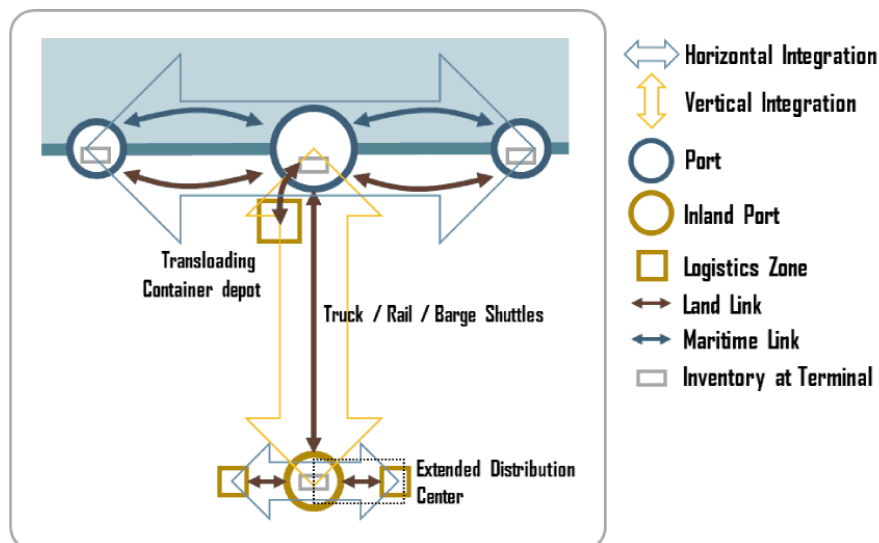 Horizontal Integration
Vertical Integration
Port
Inland Port
Logistics Zone
Land Link
Maritime Link
Inventory at Terminal
Transloading
Container depot
Truck / Rail / Barge Shuttles
Extended Distribution
Center